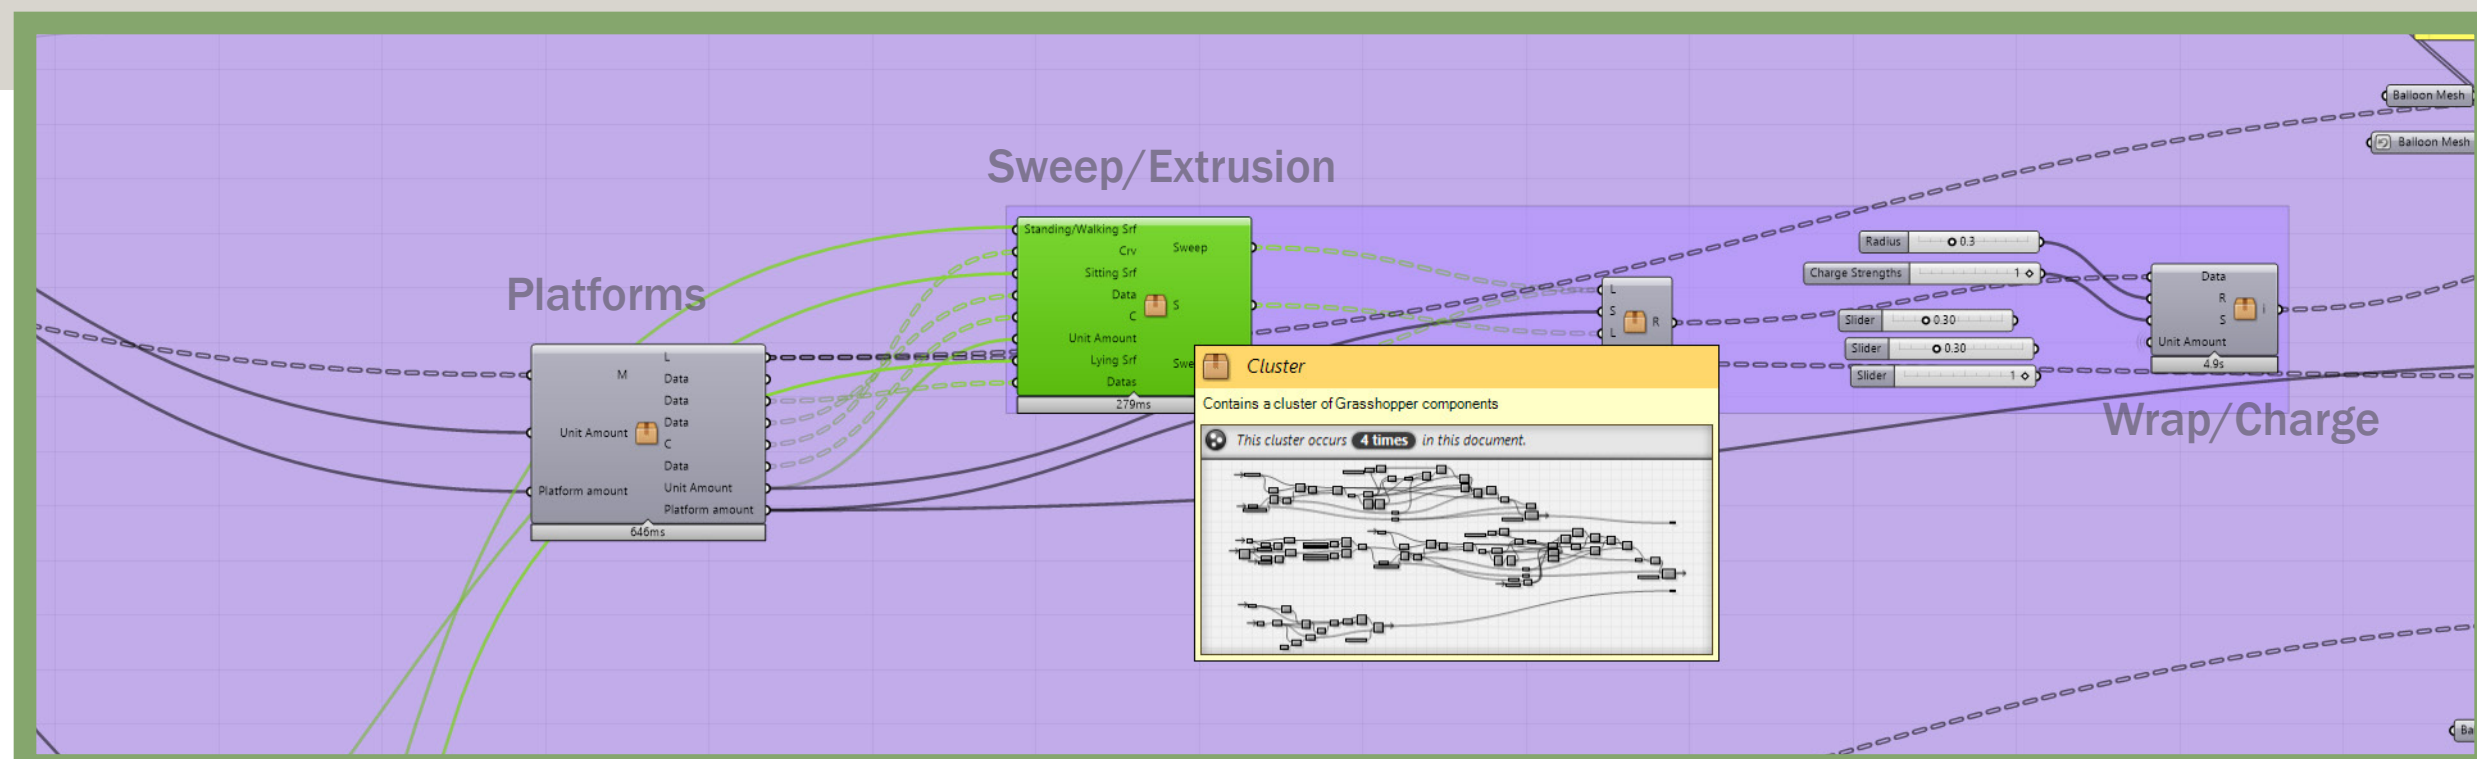 Balloon Mesh
Balloon Mesh
Sweep/Extrusion
Platforms
Wrap/Charge
M
Unit Amount
Platform amount
L
Data
Data
Data
C
Data
Unit Amount
Platform amount
646ms
Standing/Walking Srf
Crv
Sitting Srf
Data
C
Unit Amount
Lying Srf
Datas
Sweep
S
Swe
279ms
L
S
L
R
Radius 0.3
Charge Strengths 1
Slider 0.30
Slider 0.30
Slider 1
Data
R
S
Unit Amount
I
4.9s
Cluster
Contains a cluster of Grasshopper components
This cluster occurs 4 times in this document.
Ba